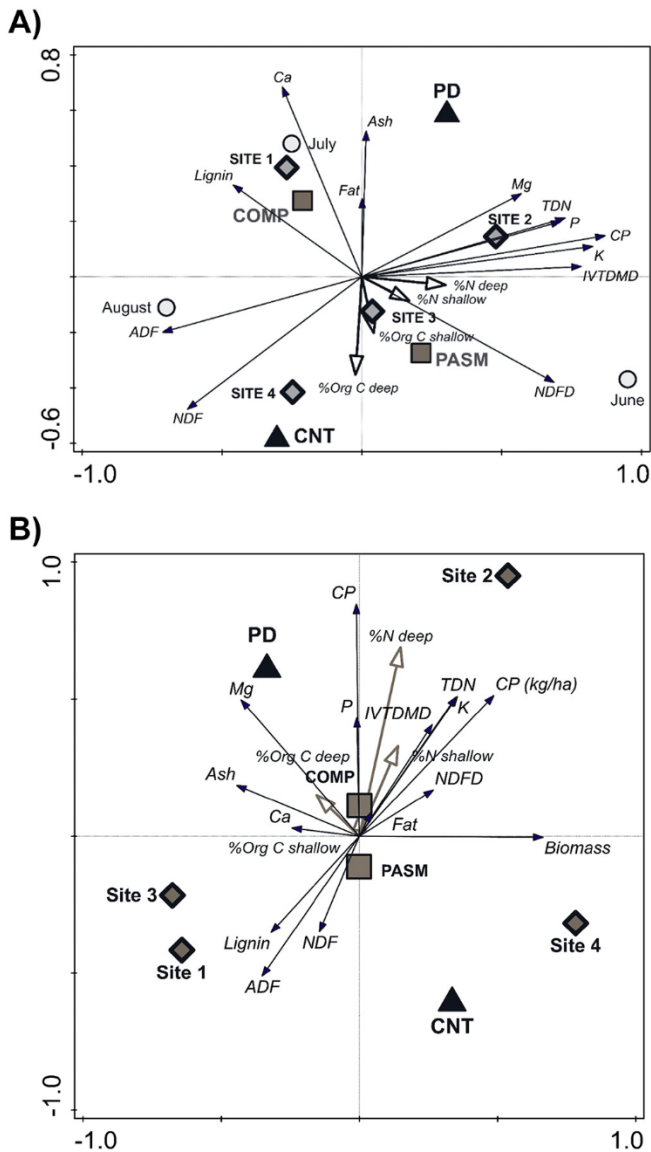 A)
0.8
Ca
PD
Ash
July
SITE 1
Lignin
Fat
Mg
COMP
SITE 2
TDN
P
CP
K
IVTDMD
%N deep
%N shallow
August
SITE 3
ADF
%Org C shallow
PASM
%Org C deep
SITE 4
NDFD
June
NDF
CNT
-0.6
-1.0
1.0
B)
1.0
Site 2
CP
%N deep
PD
Mg
TDN
CP (kg/ha)
P
IVTDMD
K
%Org C deep
%N shallow
COMP
Ash
NDFD
Ca
Fat
%Org C shallow
Biomass
PASM
Site 3
Lignin
NDF
Site 4
Site 1
ADF
CNT
-1.0
-1.0
1.0